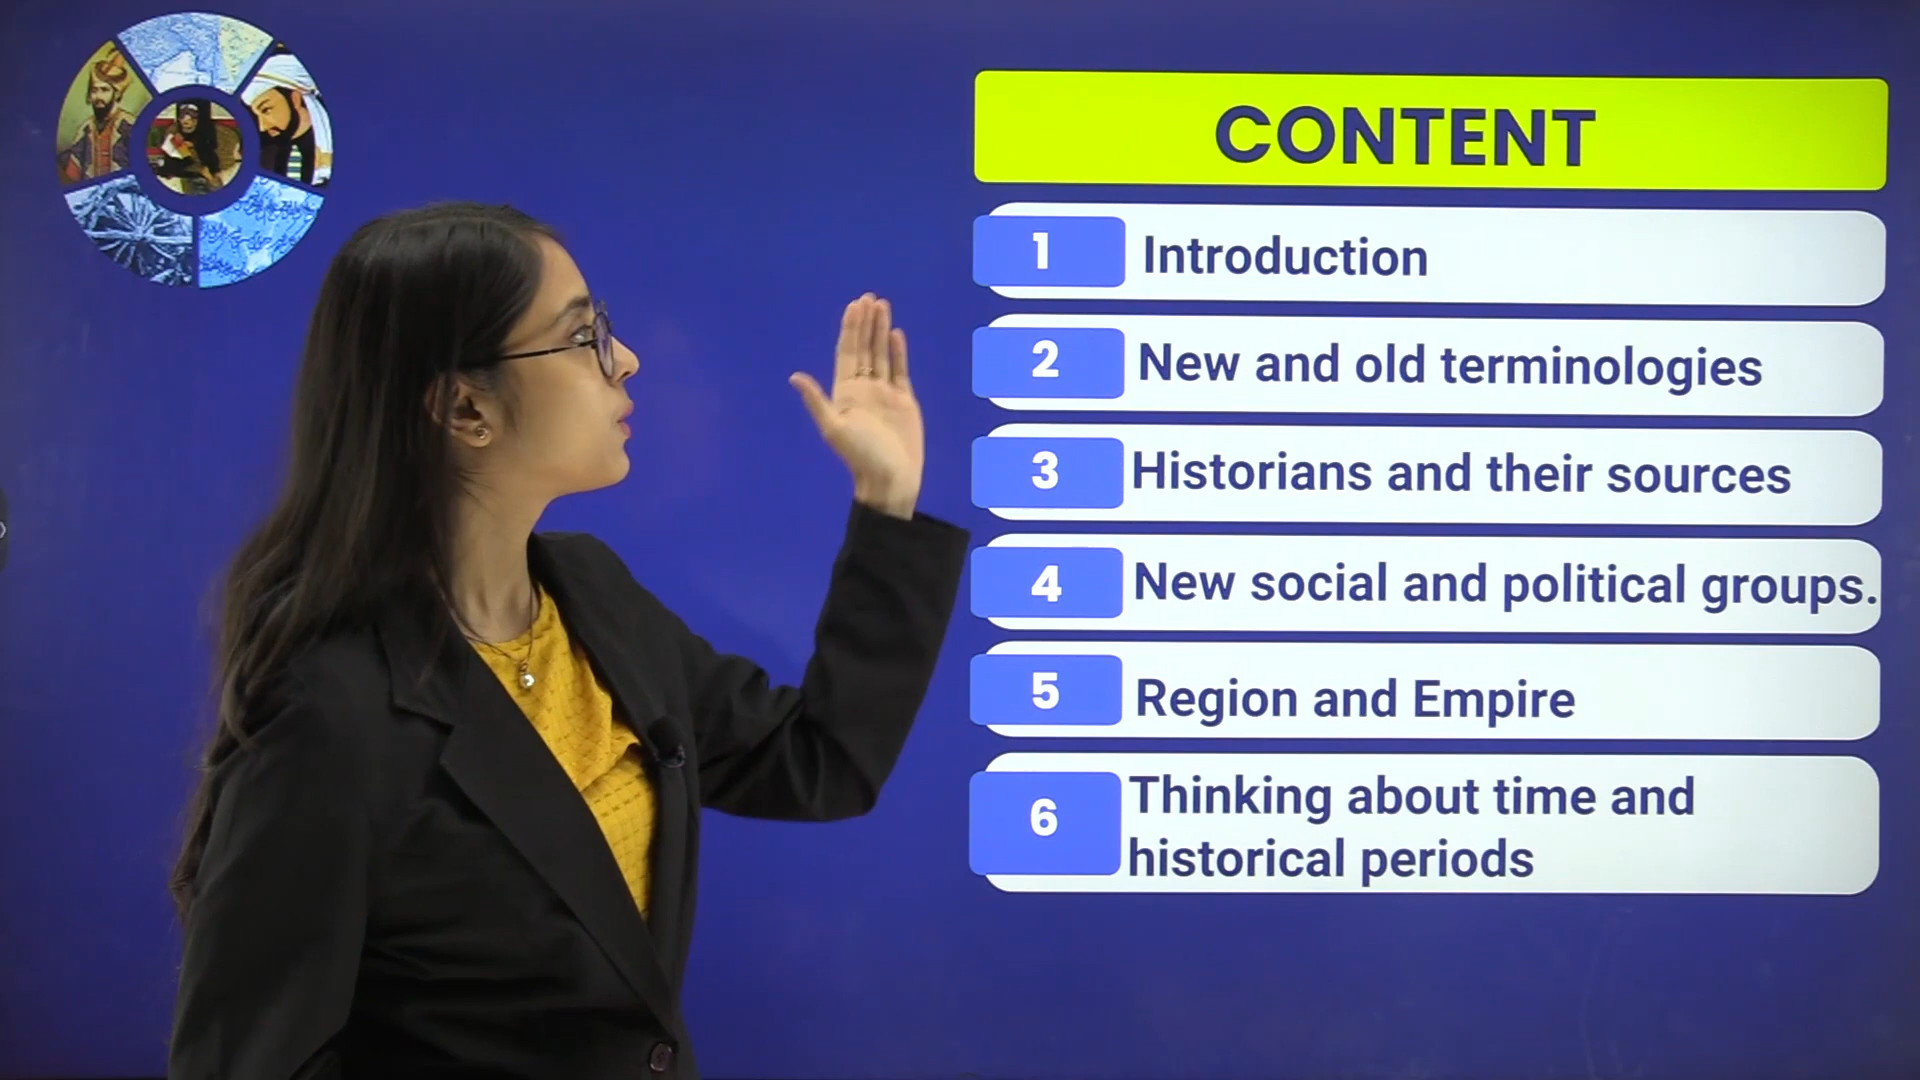 CONTENT
1 Introduction
2 New and old terminologies
3 Historians and their sources
4 New social and political groups.
5 Region and Empire
6 Thinking about time and
historical periods